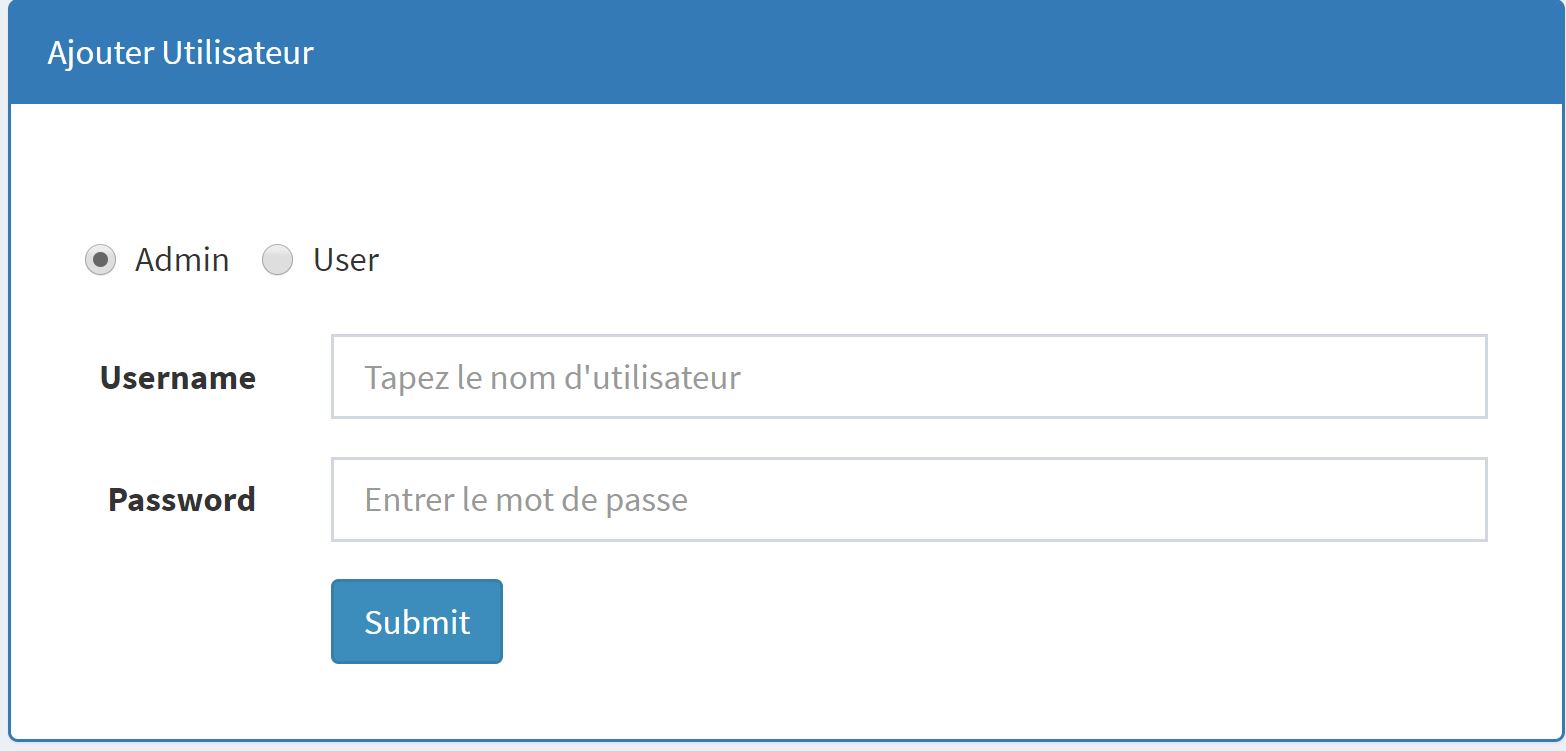 Ajouter Utilisateur
Admin User
Username Tapez le nom d'utilisateur
Password Entrer le mot de passe
Submit